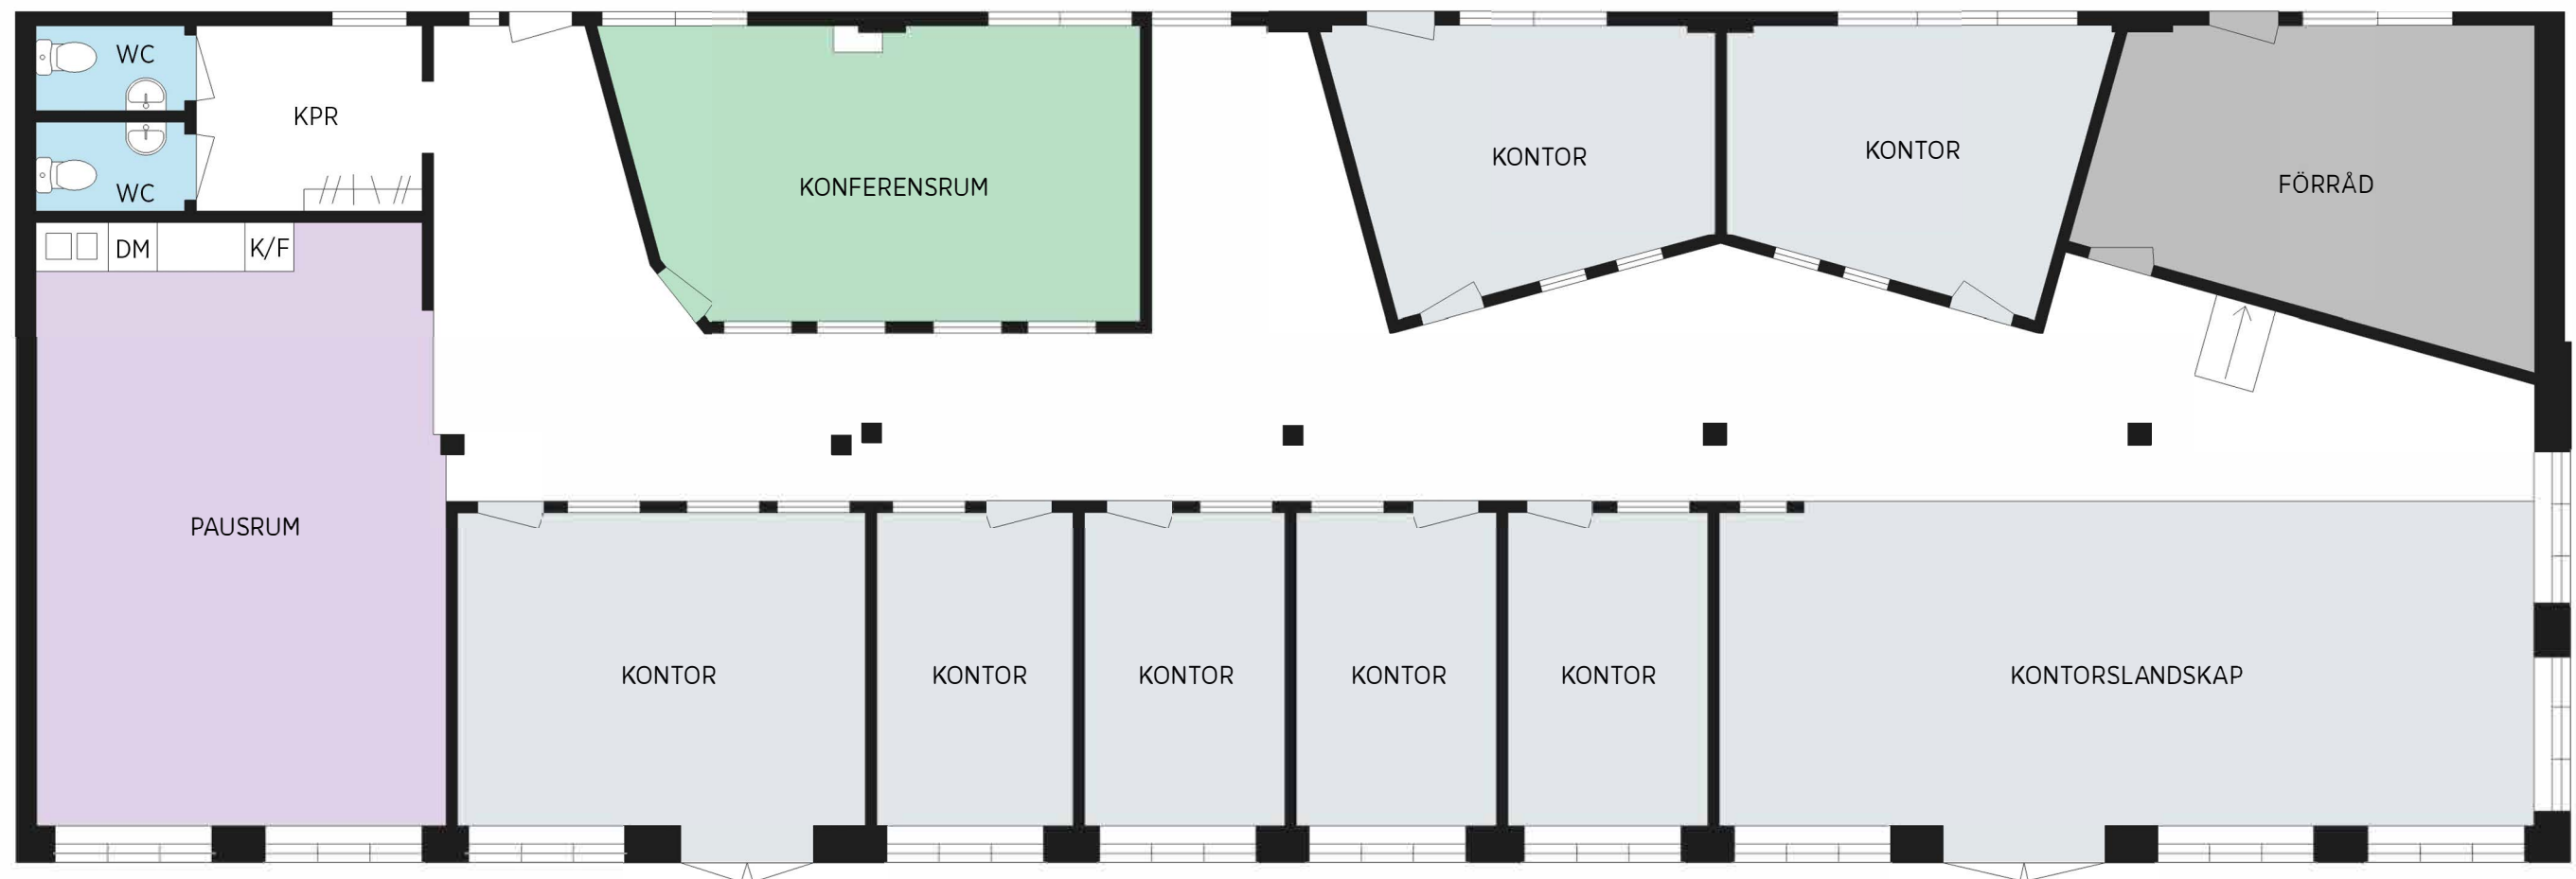 WC
KPR
WC
DM
K/F
KONFERENSRUM
KONTOR
KONTOR
FÖRRÅD
PAUSRUM
KONTOR
KONTOR
KONTOR
KONTOR
KONTOR
KONTORSLANDSKAP